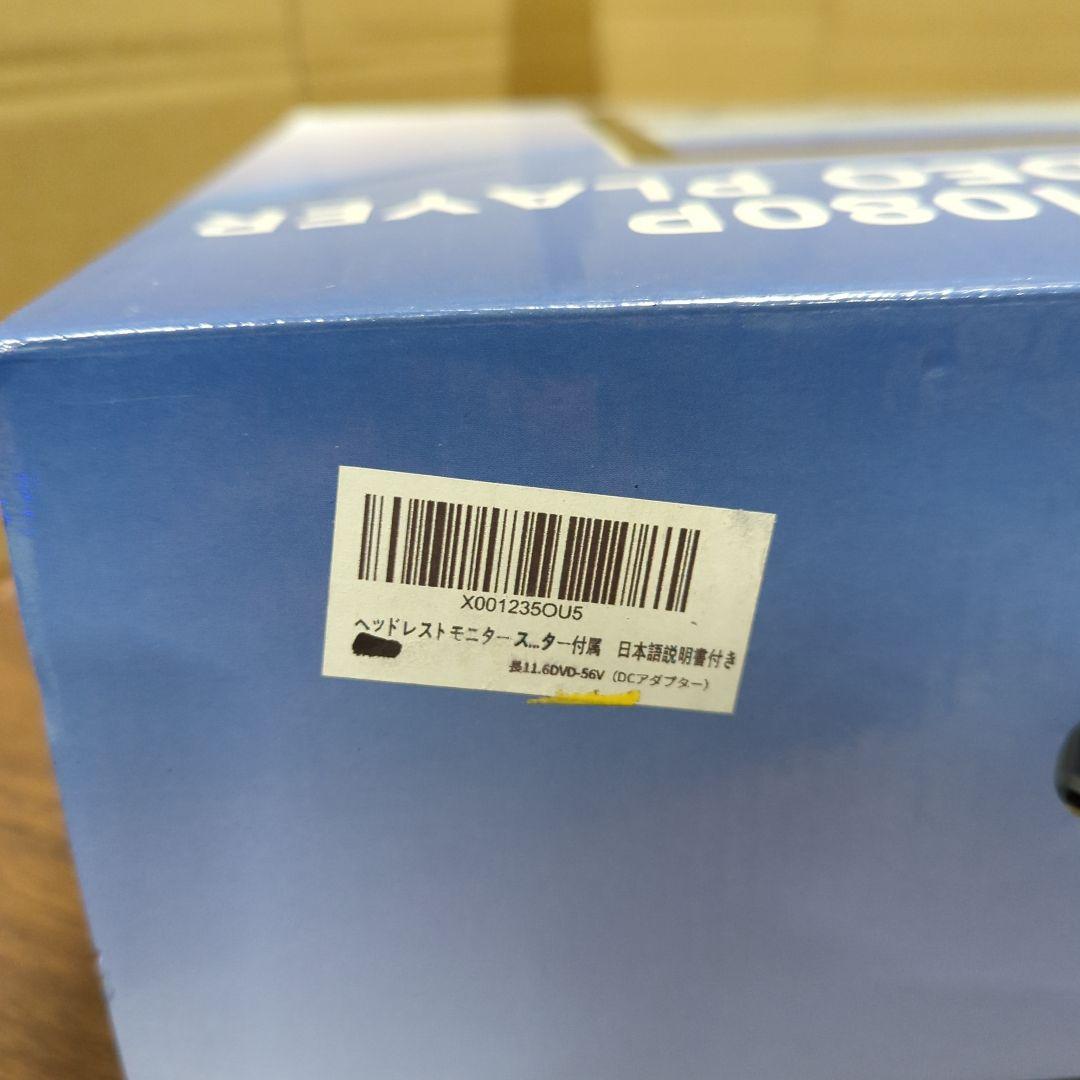 1080P
DEO PLAYER
X001235OU5
ヘッドレストモニター ス...ター付属 日本語説明書付き
長11.6DVD-56V（DCアダプター）